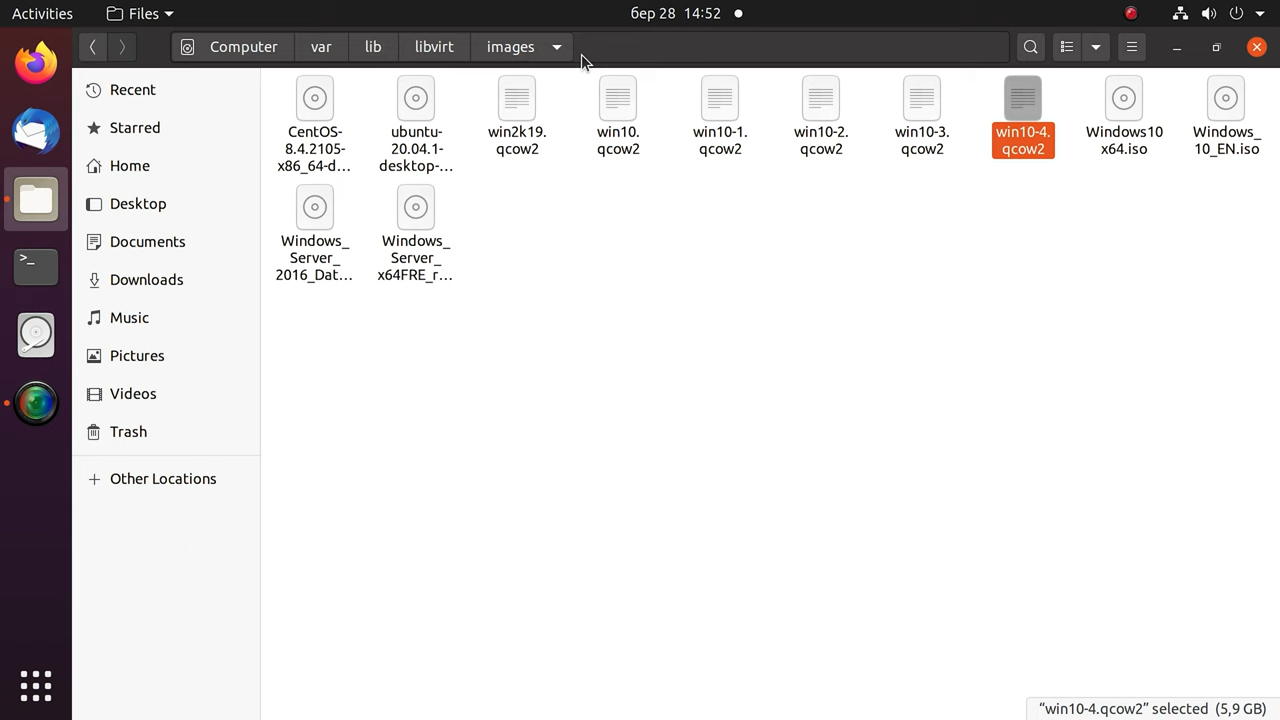 Activities
Files
бер 28 14:52
Computer
var
lib
libvirt
images
Recent
Starred
Home
Desktop
Documents
Downloads
Music
Pictures
Videos
Trash
Other Locations
CentOS-
8.4.2105-
x86_64-d…
ubuntu-
20.04.1-
desktop-…
win2k19.
qcow2
win10.
qcow2
win10-1.
qcow2
win10-2.
qcow2
win10-3.
qcow2
win10-4.
qcow2
Windows10
x64.iso
Windows_
10_EN.iso
Windows_
Server_
2016_Dat…
Windows_
Server_
x64FRE_r…
>_
“win10-4.qcow2” selected (5,9 GB)